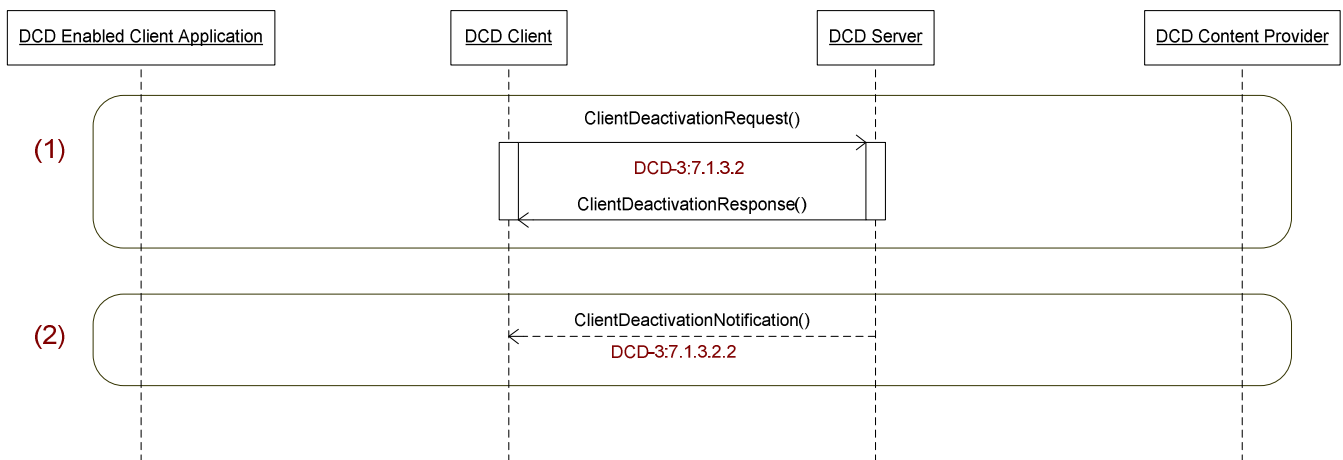 DCD Enabled Client Application
DCD Client
DCD Server
DCD Content Provider
(1)
ClientDeactivationRequest()
DCD-3:7.1.3.2
ClientDeactivationResponse()
(2)
ClientDeactivationNotification()
DCD-3:7.1.3.2.2